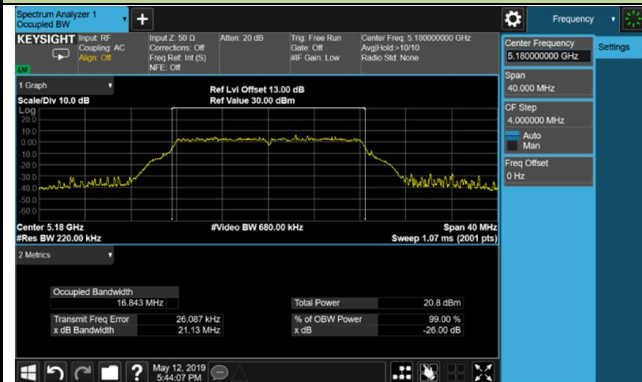 Spectrum Analyzer 1
Occupied BW
Frequency
KEYSIGHT
Input: RF
Coupling: AC
Align: Off
Input Z: 50 Ω
Corrections: Off
Freq Ref: Int (S)
NFE: Off
Atten: 20 dB
Trig: Free Run
Gate: Off
#IF Gain: Low
Center Freq: 5.180000000 GHz
Avg|Hold:>10/10
Radio Std: None
Center Frequency
5.180000000 GHz
Settings
Span
40.000 MHz
CF Step
4.000000 MHz
Auto
Man
Freq Offset
0 Hz
1 Graph
Scale/Div 10.0 dB
Ref Lvl Offset 13.00 dB
Ref Value 30.00 dBm
Log
20.0
10.0
0.00
-10.0
-20.0
-30.0
-40.0
-50.0
-60.0
Center 5.18 GHz
#Res BW 220.00 kHz
#Video BW 680.00 kHz
Span 40 MHz
Sweep 1.07 ms (2001 pts)
2 Metrics
Occupied Bandwidth
16.843 MHz
Total Power 20.8 dBm
Transmit Freq Error 26.087 kHz
% of OBW Power 99.00 %
x dB Bandwidth 21.13 MHz
x dB -26.00 dB
May 12, 2019
5:44:07 PM